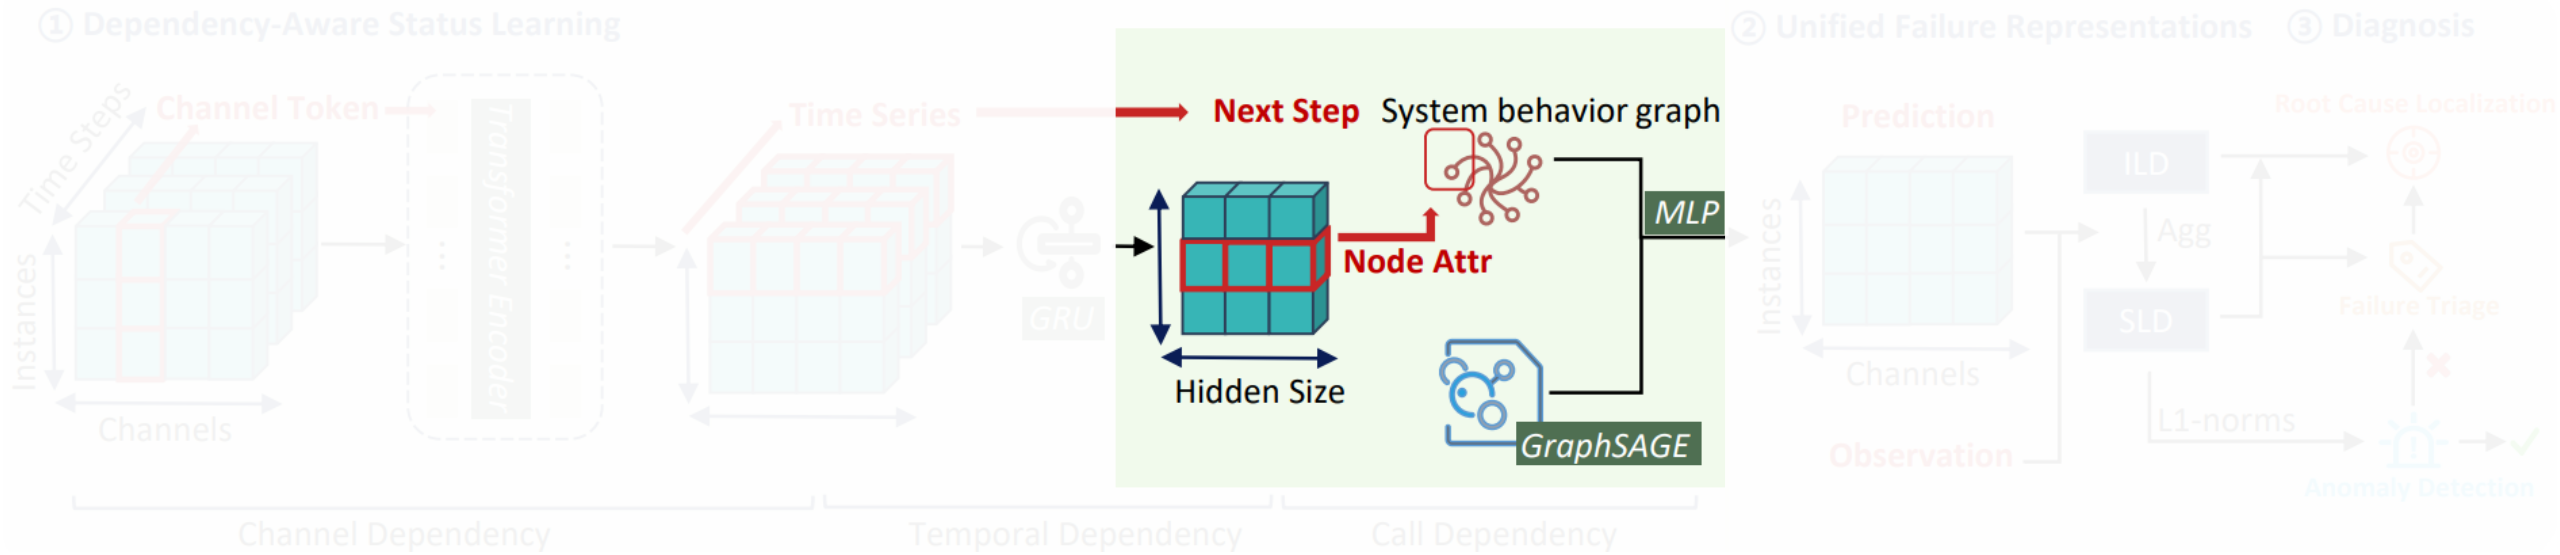 ① Dependency-Aware Status Learning
② Unified Failure Representations
③ Diagnosis
Time Steps
Channel Token
Instances
Channels
Transformer Encoder
Time Series
GRU
Next Step
System behavior graph
Node Attr
Hidden Size
MLP
GraphSAGE
Prediction
Instances
Channels
Observation
ILD
Agg
SLD
L1-norms
Root Cause Localization
Failure Triage
Anomaly Detection
Channel Dependency
Temporal Dependency
Call Dependency